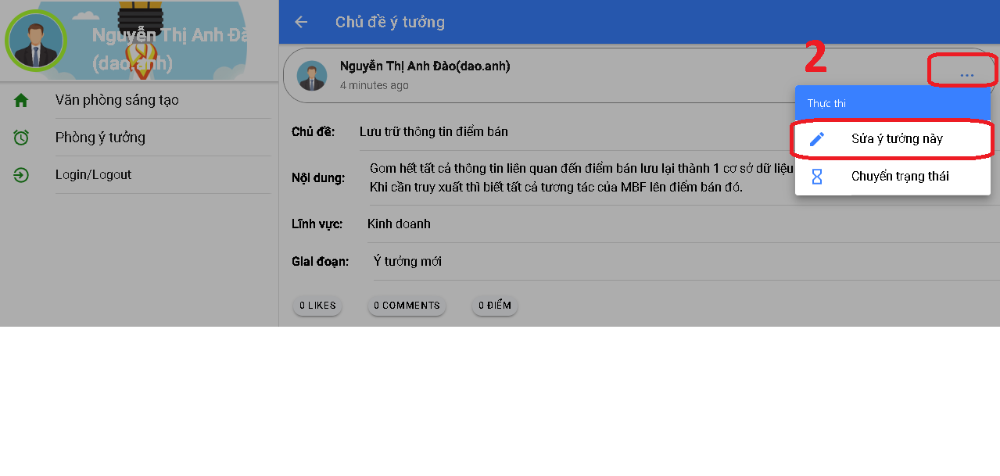 Nguyễn Thị Anh Đà
(dao.anh)
Văn phòng sáng tạo
Phòng ý tưởng
Login/Logout
Chủ đề ý tưởng
2
Nguyễn Thị Anh Đào(dao.anh)
4 minutes ago
...
Thực thi
Sửa ý tưởng này
Chuyển trạng thái
Chủ đề: Lưu trữ thông tin điểm bán
Nội dung: Gom hết tất cả thông tin liên quan đến điểm bán lưu lại thành 1 cơ sở dữ liệu
Khi cần truy xuất thì biết tất cả tương tác của MBF lên điểm bán đó.
Lĩnh vực: Kinh doanh
Giai đoạn: Ý tưởng mới
0 LIKES 0 COMMENTS 0 ĐIỂM